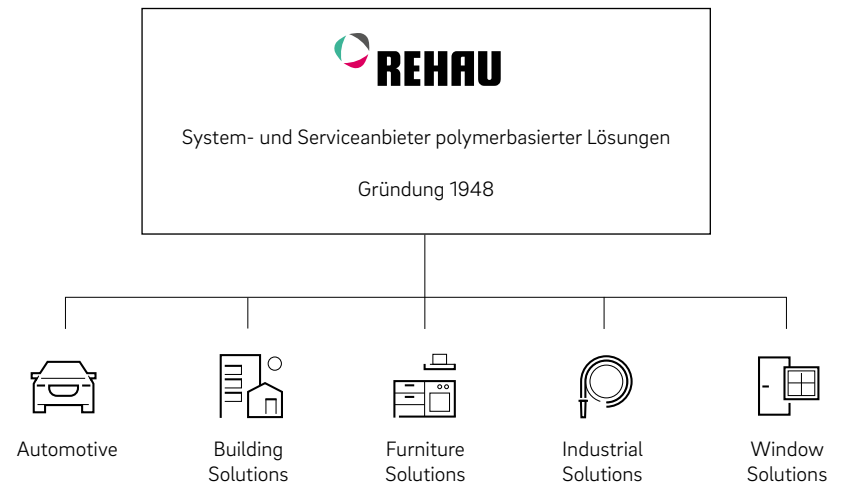 REHAU
System- und Serviceanbieter polymerbasierter Lösungen
Gründung 1948
Automotive
Building
Solutions
Furniture
Solutions
Industrial
Solutions
Window
Solutions